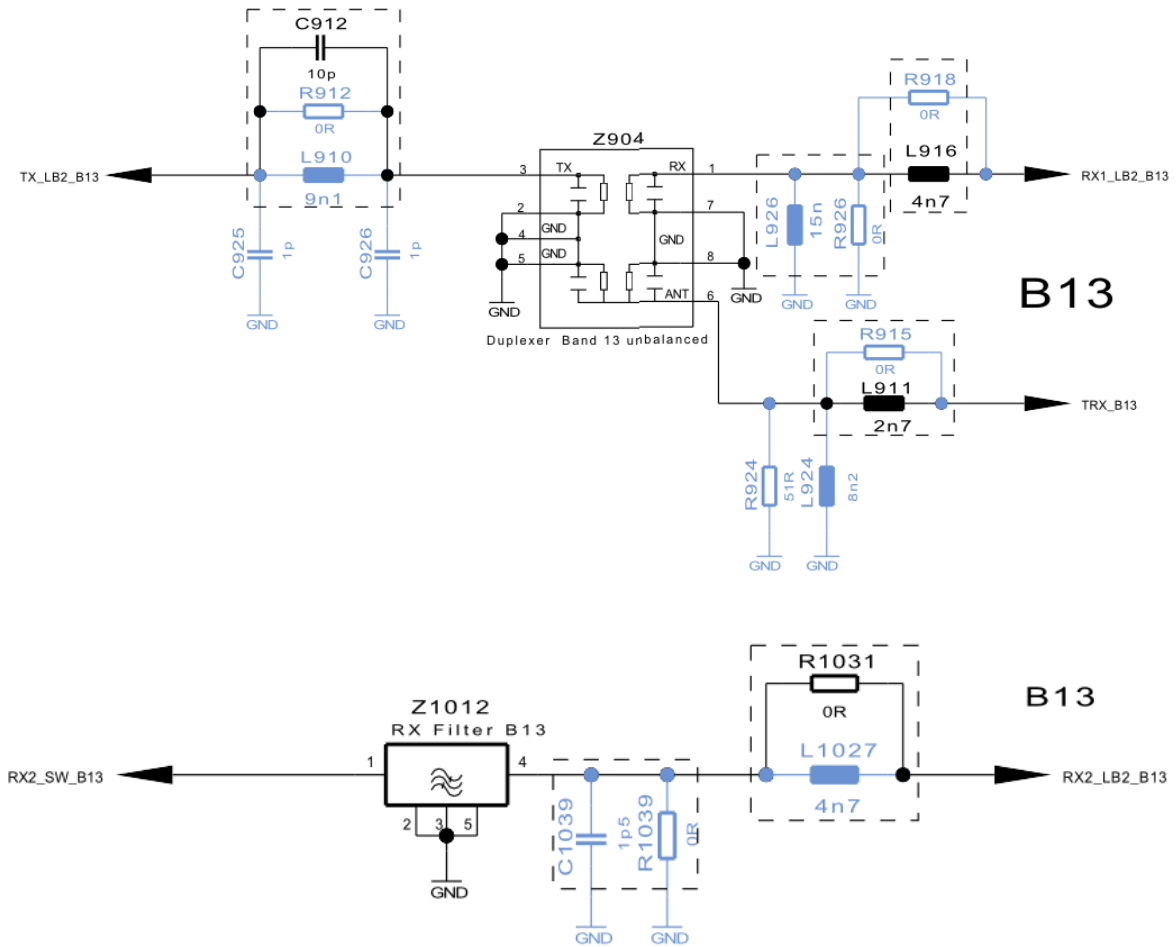 C912
10p
R912
0R
L910
9n1
TX_LB2_B13
C925
1p
C926
1p
GND
GND
Z904
3
TX
RX
1
2
GND
7
4
GND
GND
5
8
ANT
6
GND
GND
Duplexer Band 13 unbalanced
R918
0R
L916
4n7
RX1_LB2_B13
L926
15n
R926
0R
GND
GND
B13
R915
0R
L911
2n7
TRX_B13
R924
51R
L924
8n2
GND
GND
R1031
0R
B13
Z1012
RX Filter B13
L1027
4n7
RX2_SW_B13
1
4
RX2_LB2_B13
2
3
5
GND
C1039
1p5
R1039
0R
GND
GND